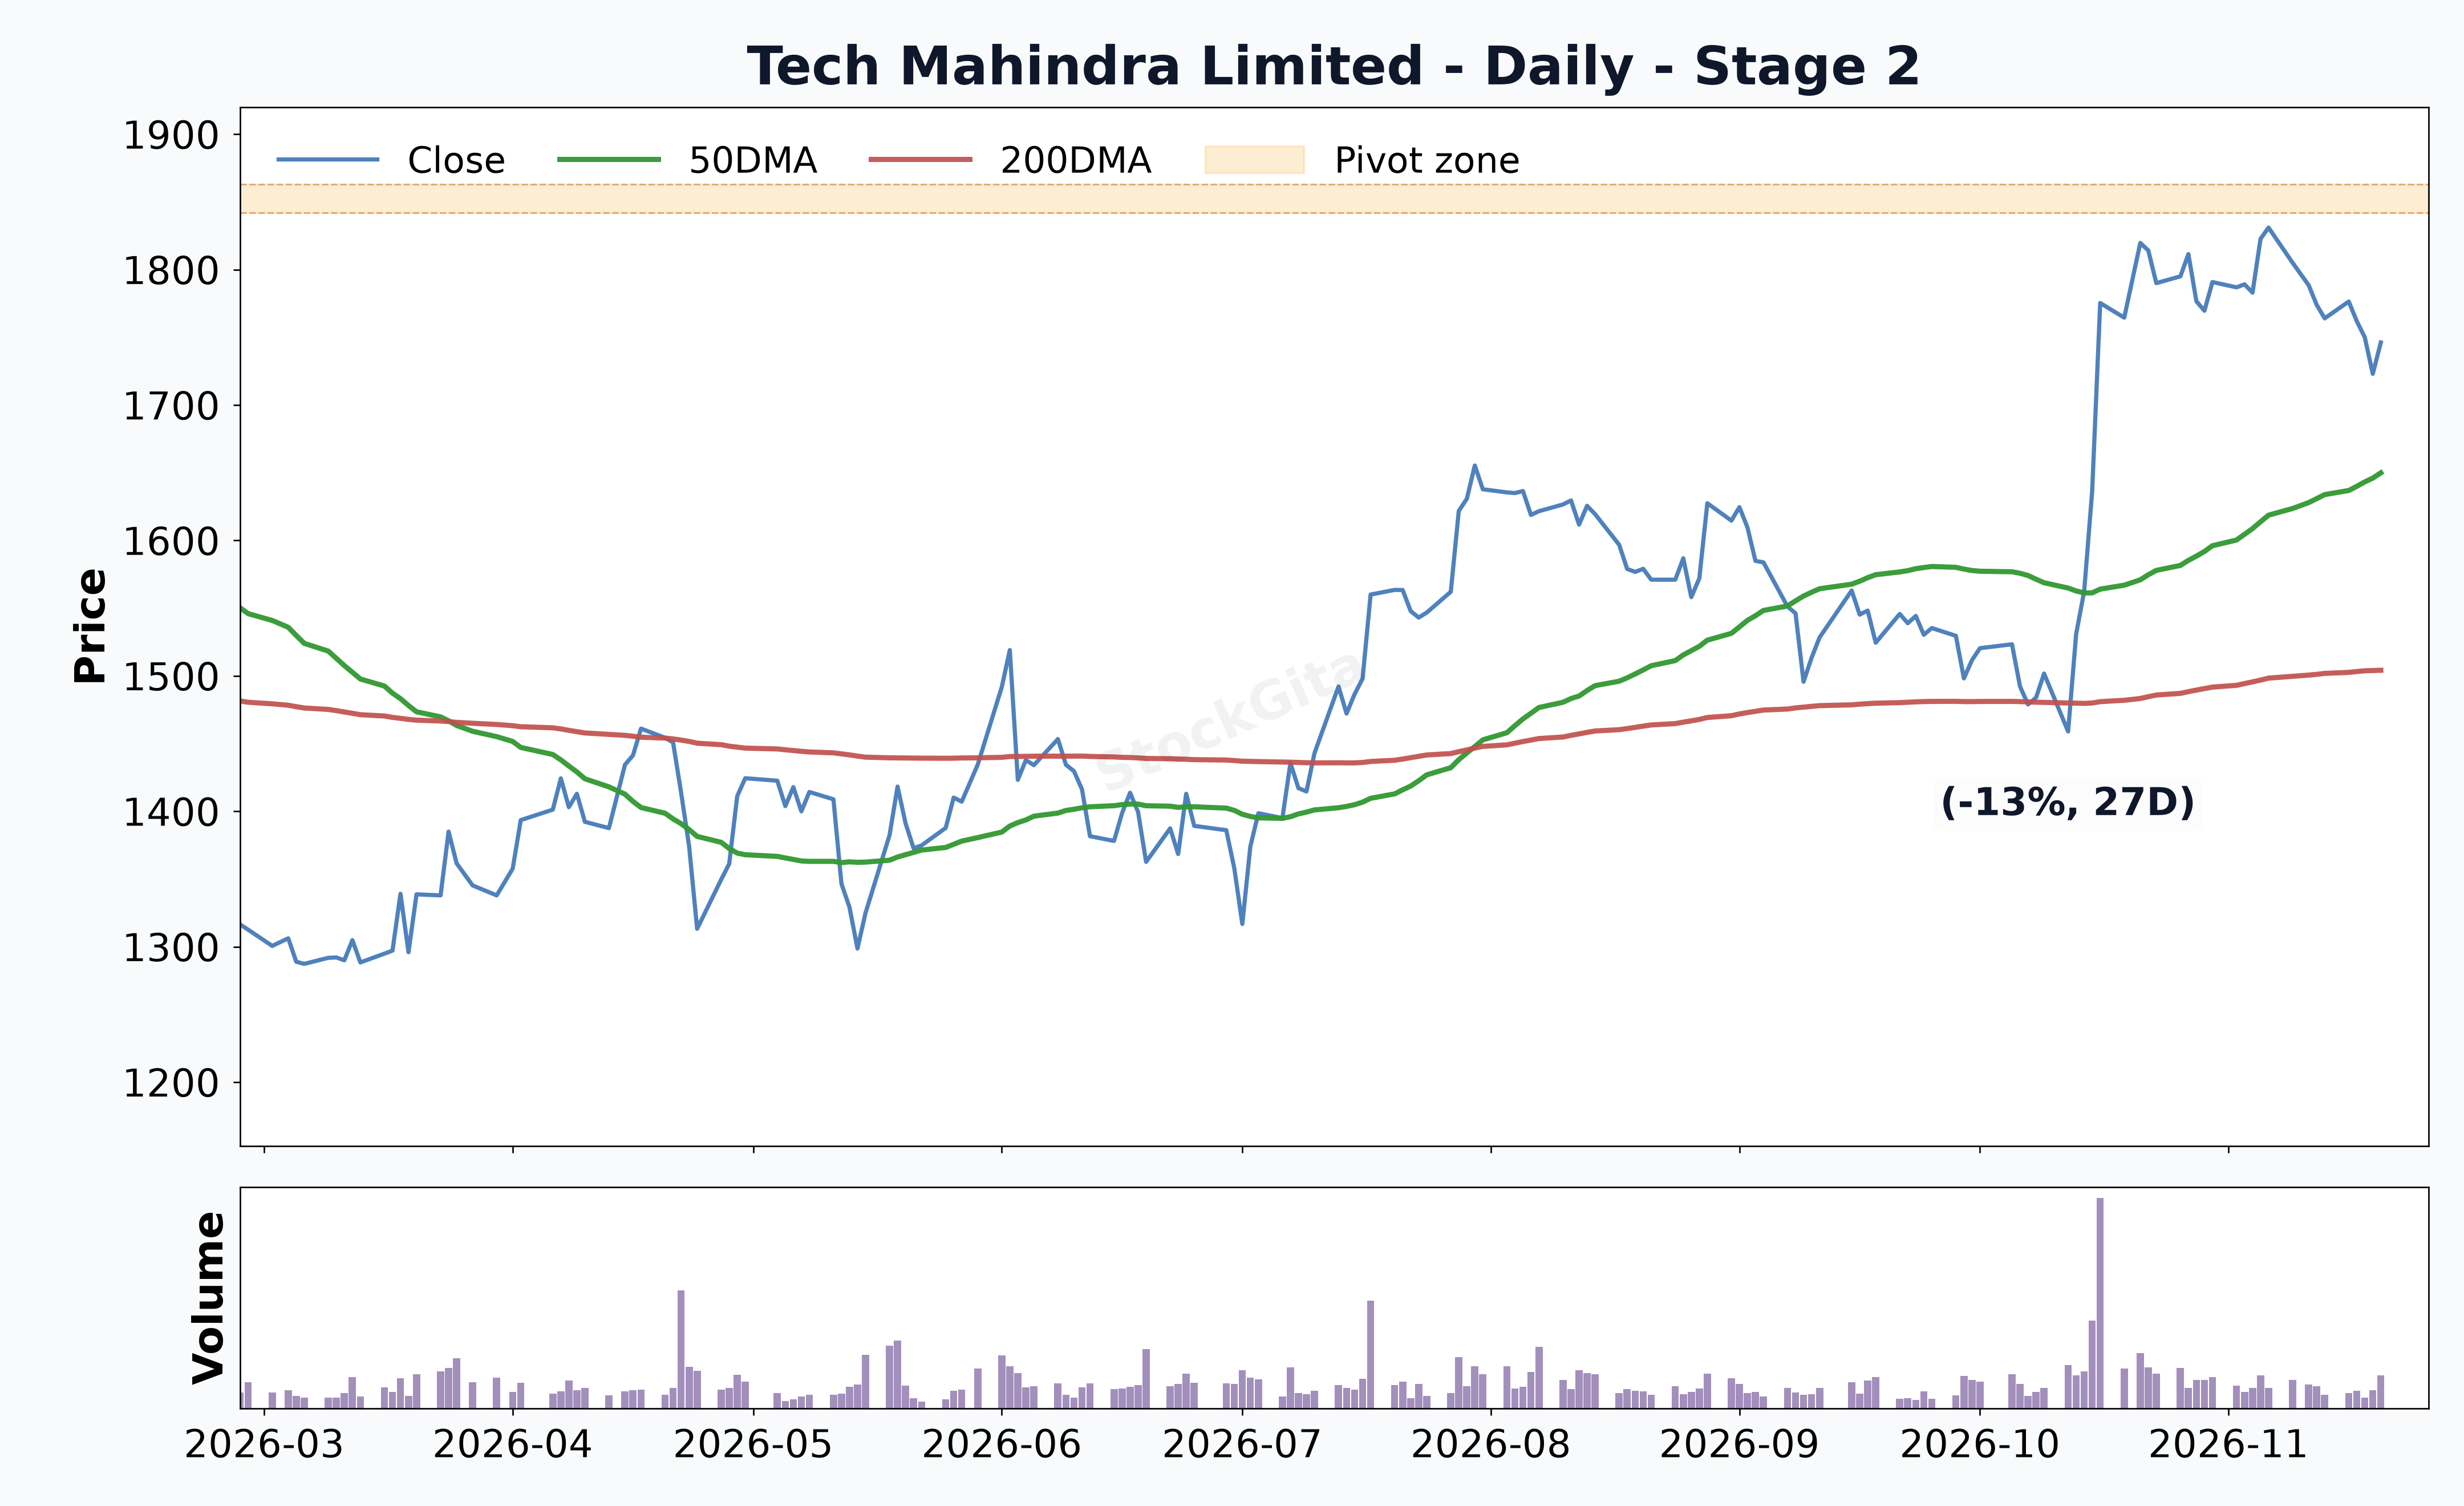 Tech Mahindra Limited - Daily - Stage 2
Close 50DMA 200DMA Pivot zone
1900
1800
1700
1600
1500
1400
1300
1200
Price
StockGita
(-13%, 27D)
Volume
2026-03 2026-04 2026-05 2026-06 2026-07 2026-08 2026-09 2026-10 2026-11